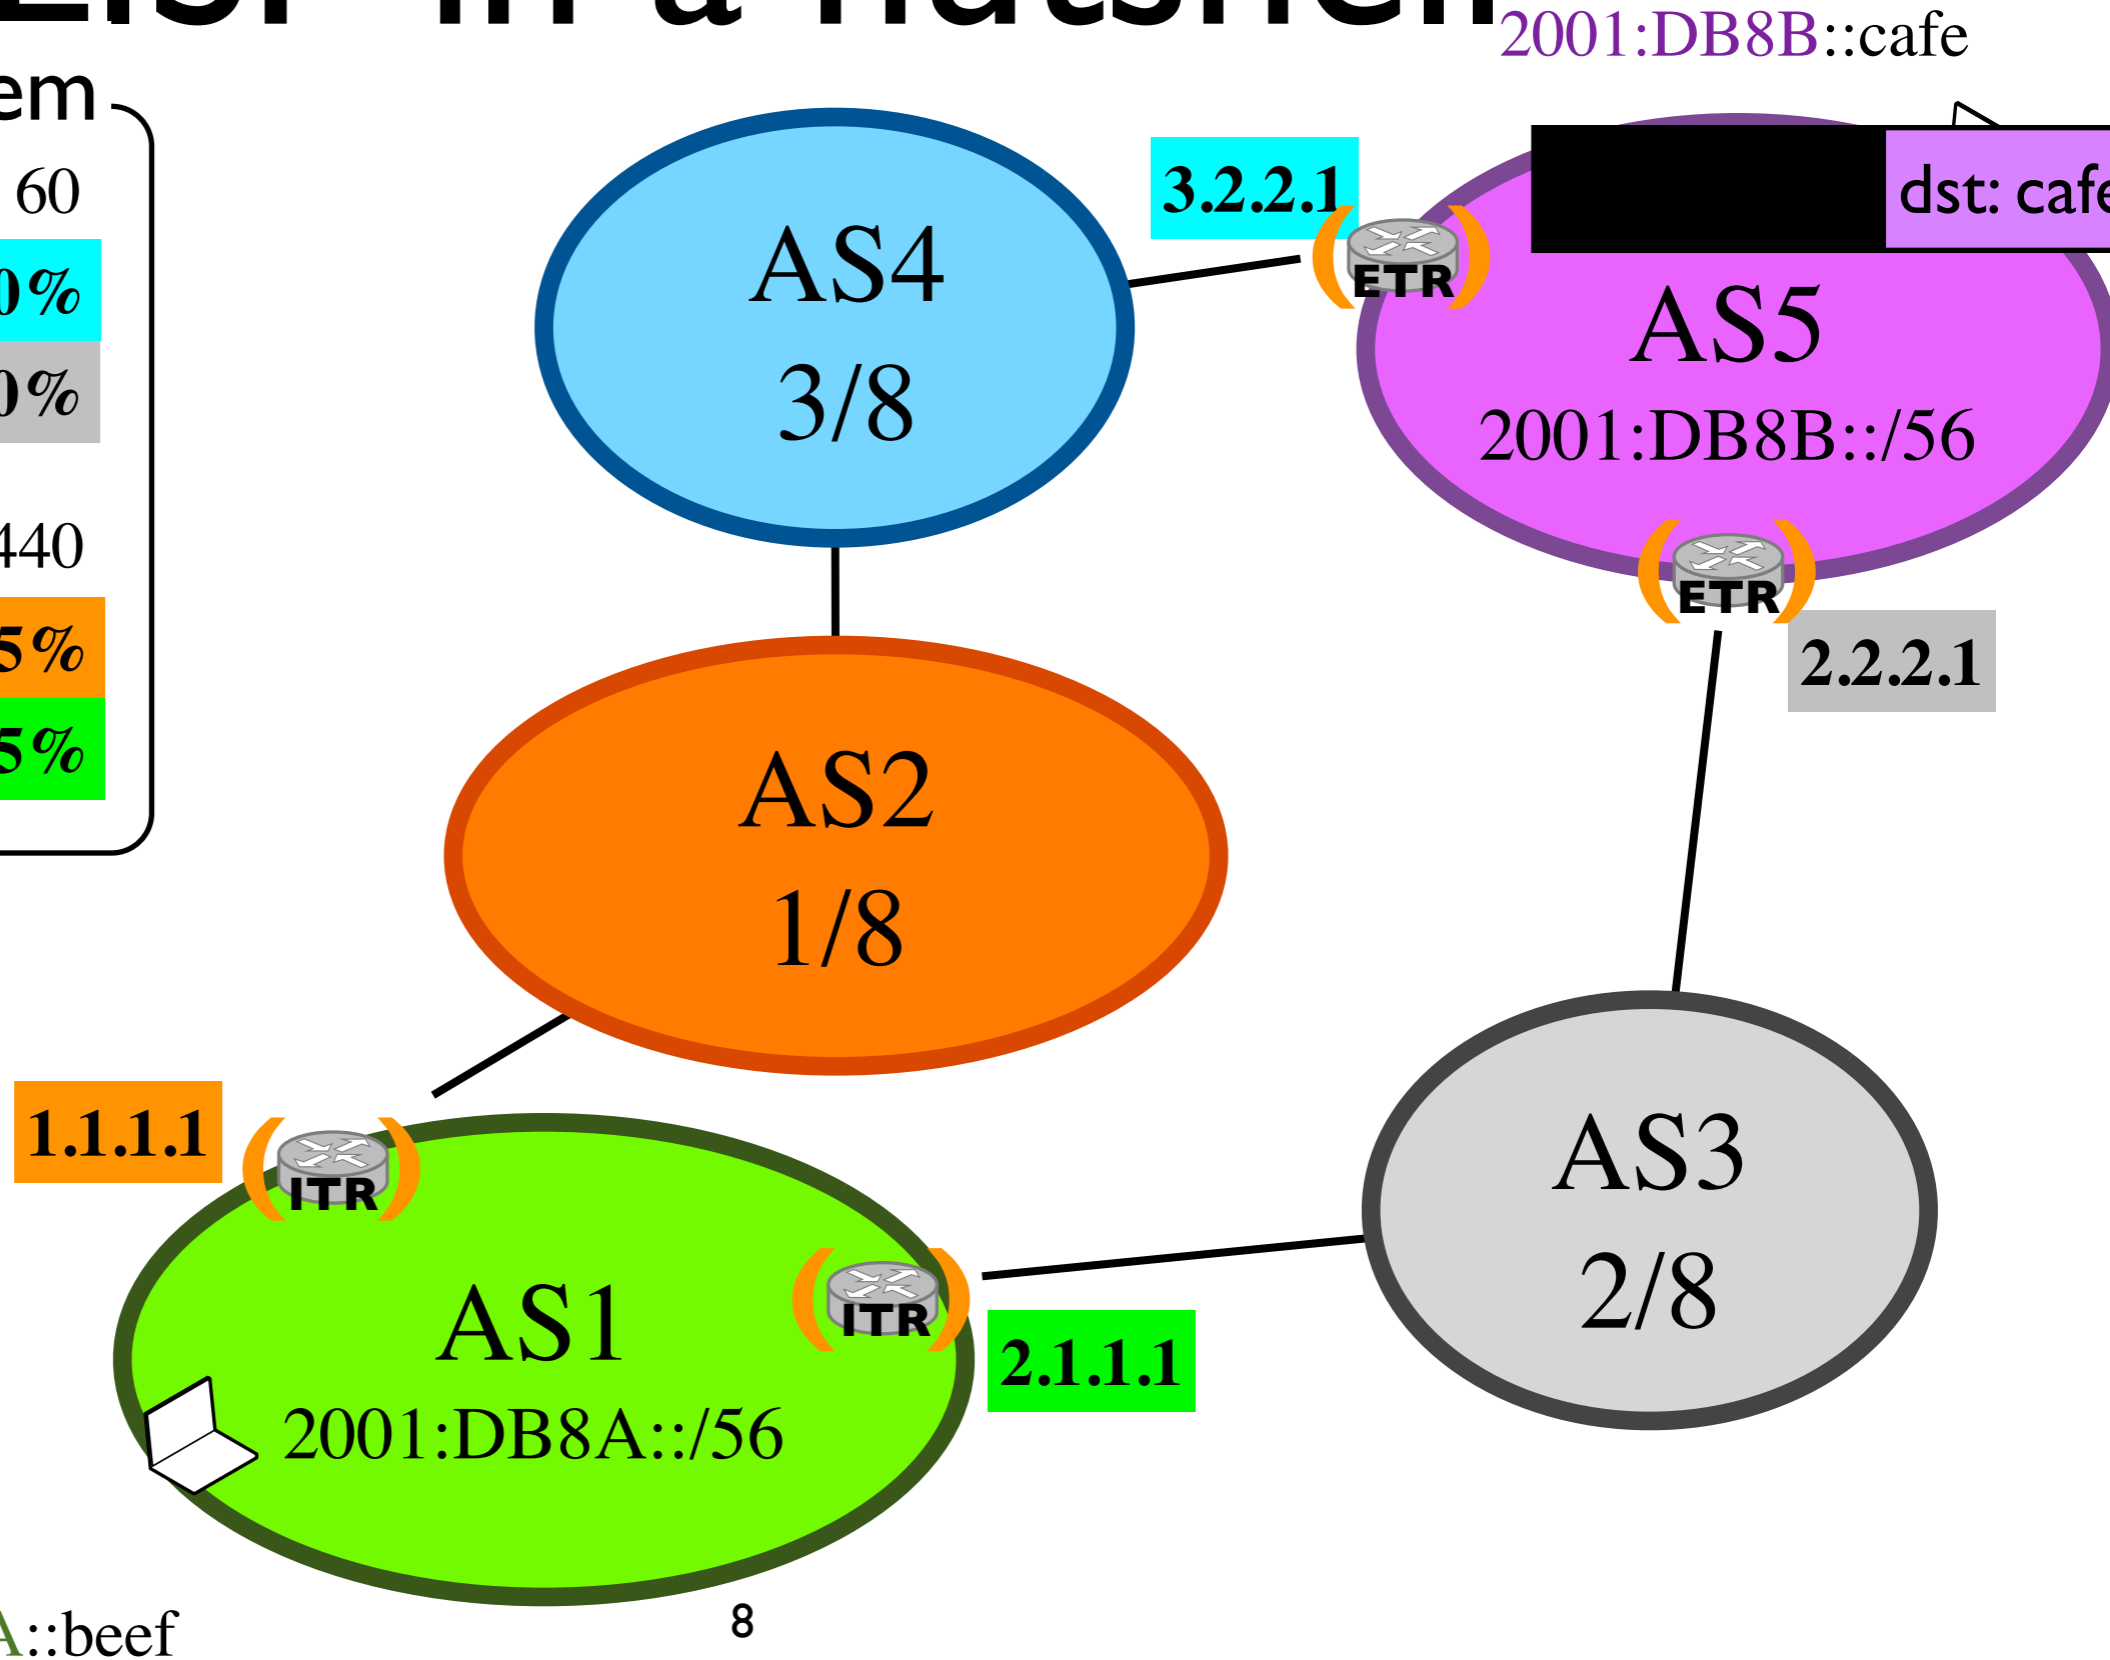 in a nutshell
2001:DB8B::cafe
em
60
0%
0%
440
5%
5%
3.2.2.1
ETR
dst: cafe
AS4
3/8
AS5
2001:DB8B::/56
ETR
2.2.2.1
AS2
1/8
1.1.1.1
ITR
AS3
2/8
ITR
AS1
2.1.1.1
2001:DB8A::/56
8
A::beef